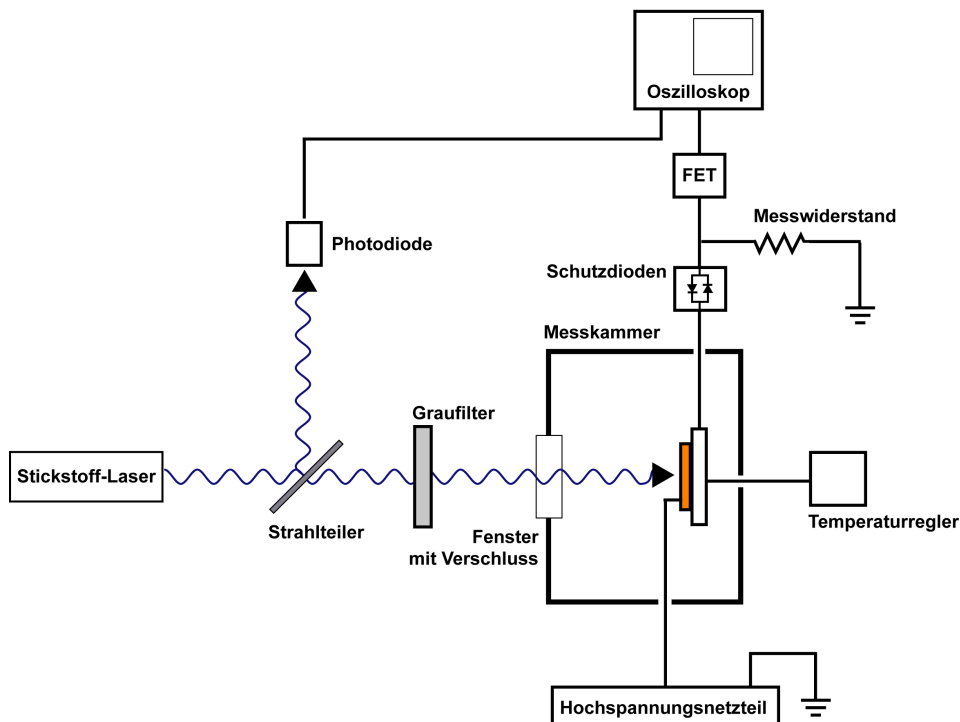 Oszilloskop
FET
Messwiderstand
Photodiode
Schutzdioden
Messkammer
Graufilter
Stickstoff-Laser
Strahlteiler
Fenster
mit Verschluss
Temperaturregler
Hochspannungsnetzteil